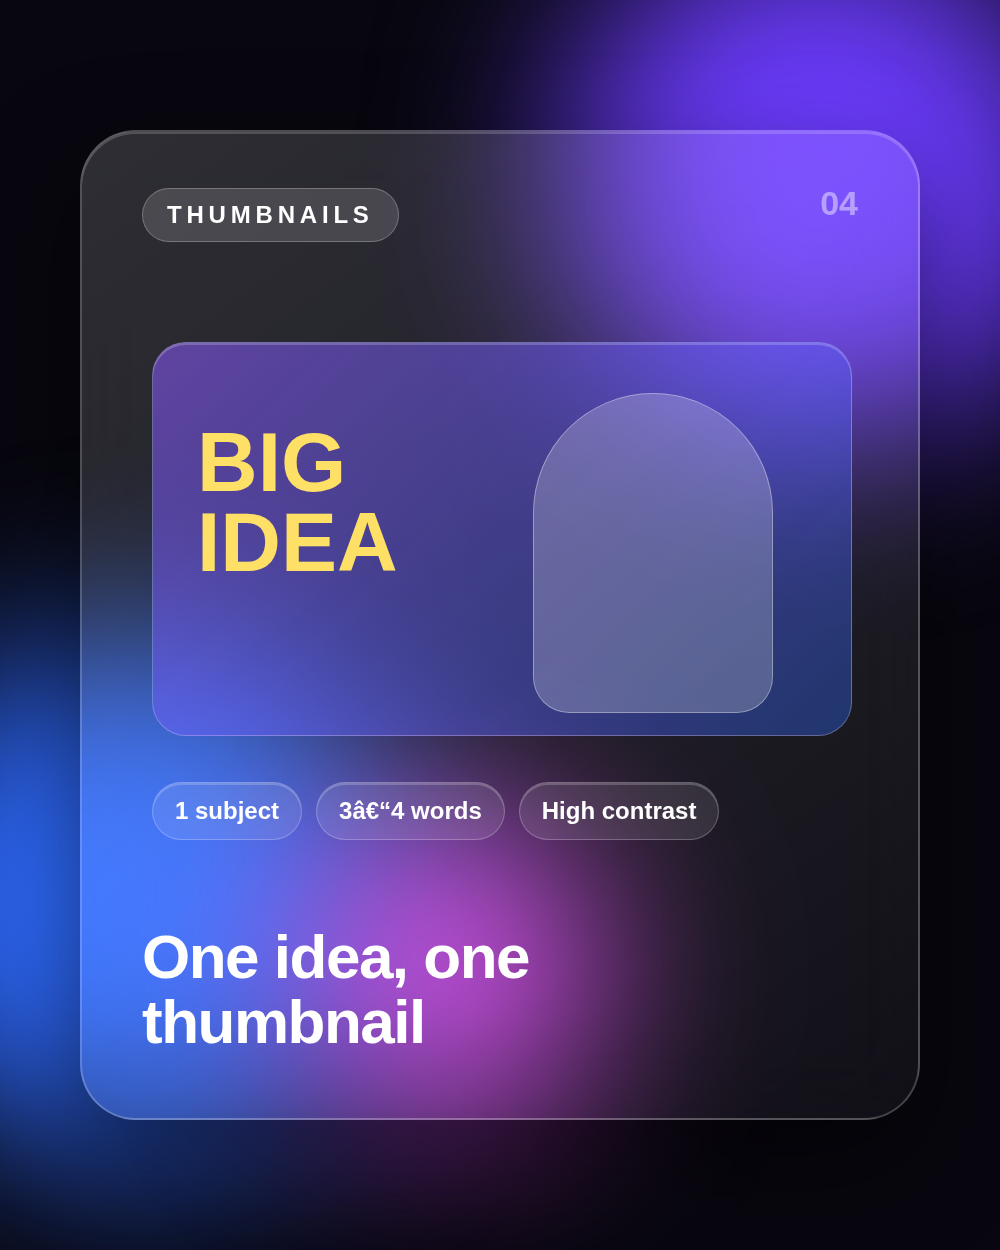 THUMBNAILS
04
BIG
IDEA
1 subject
3â€“4 words
High contrast
One idea, one
thumbnail